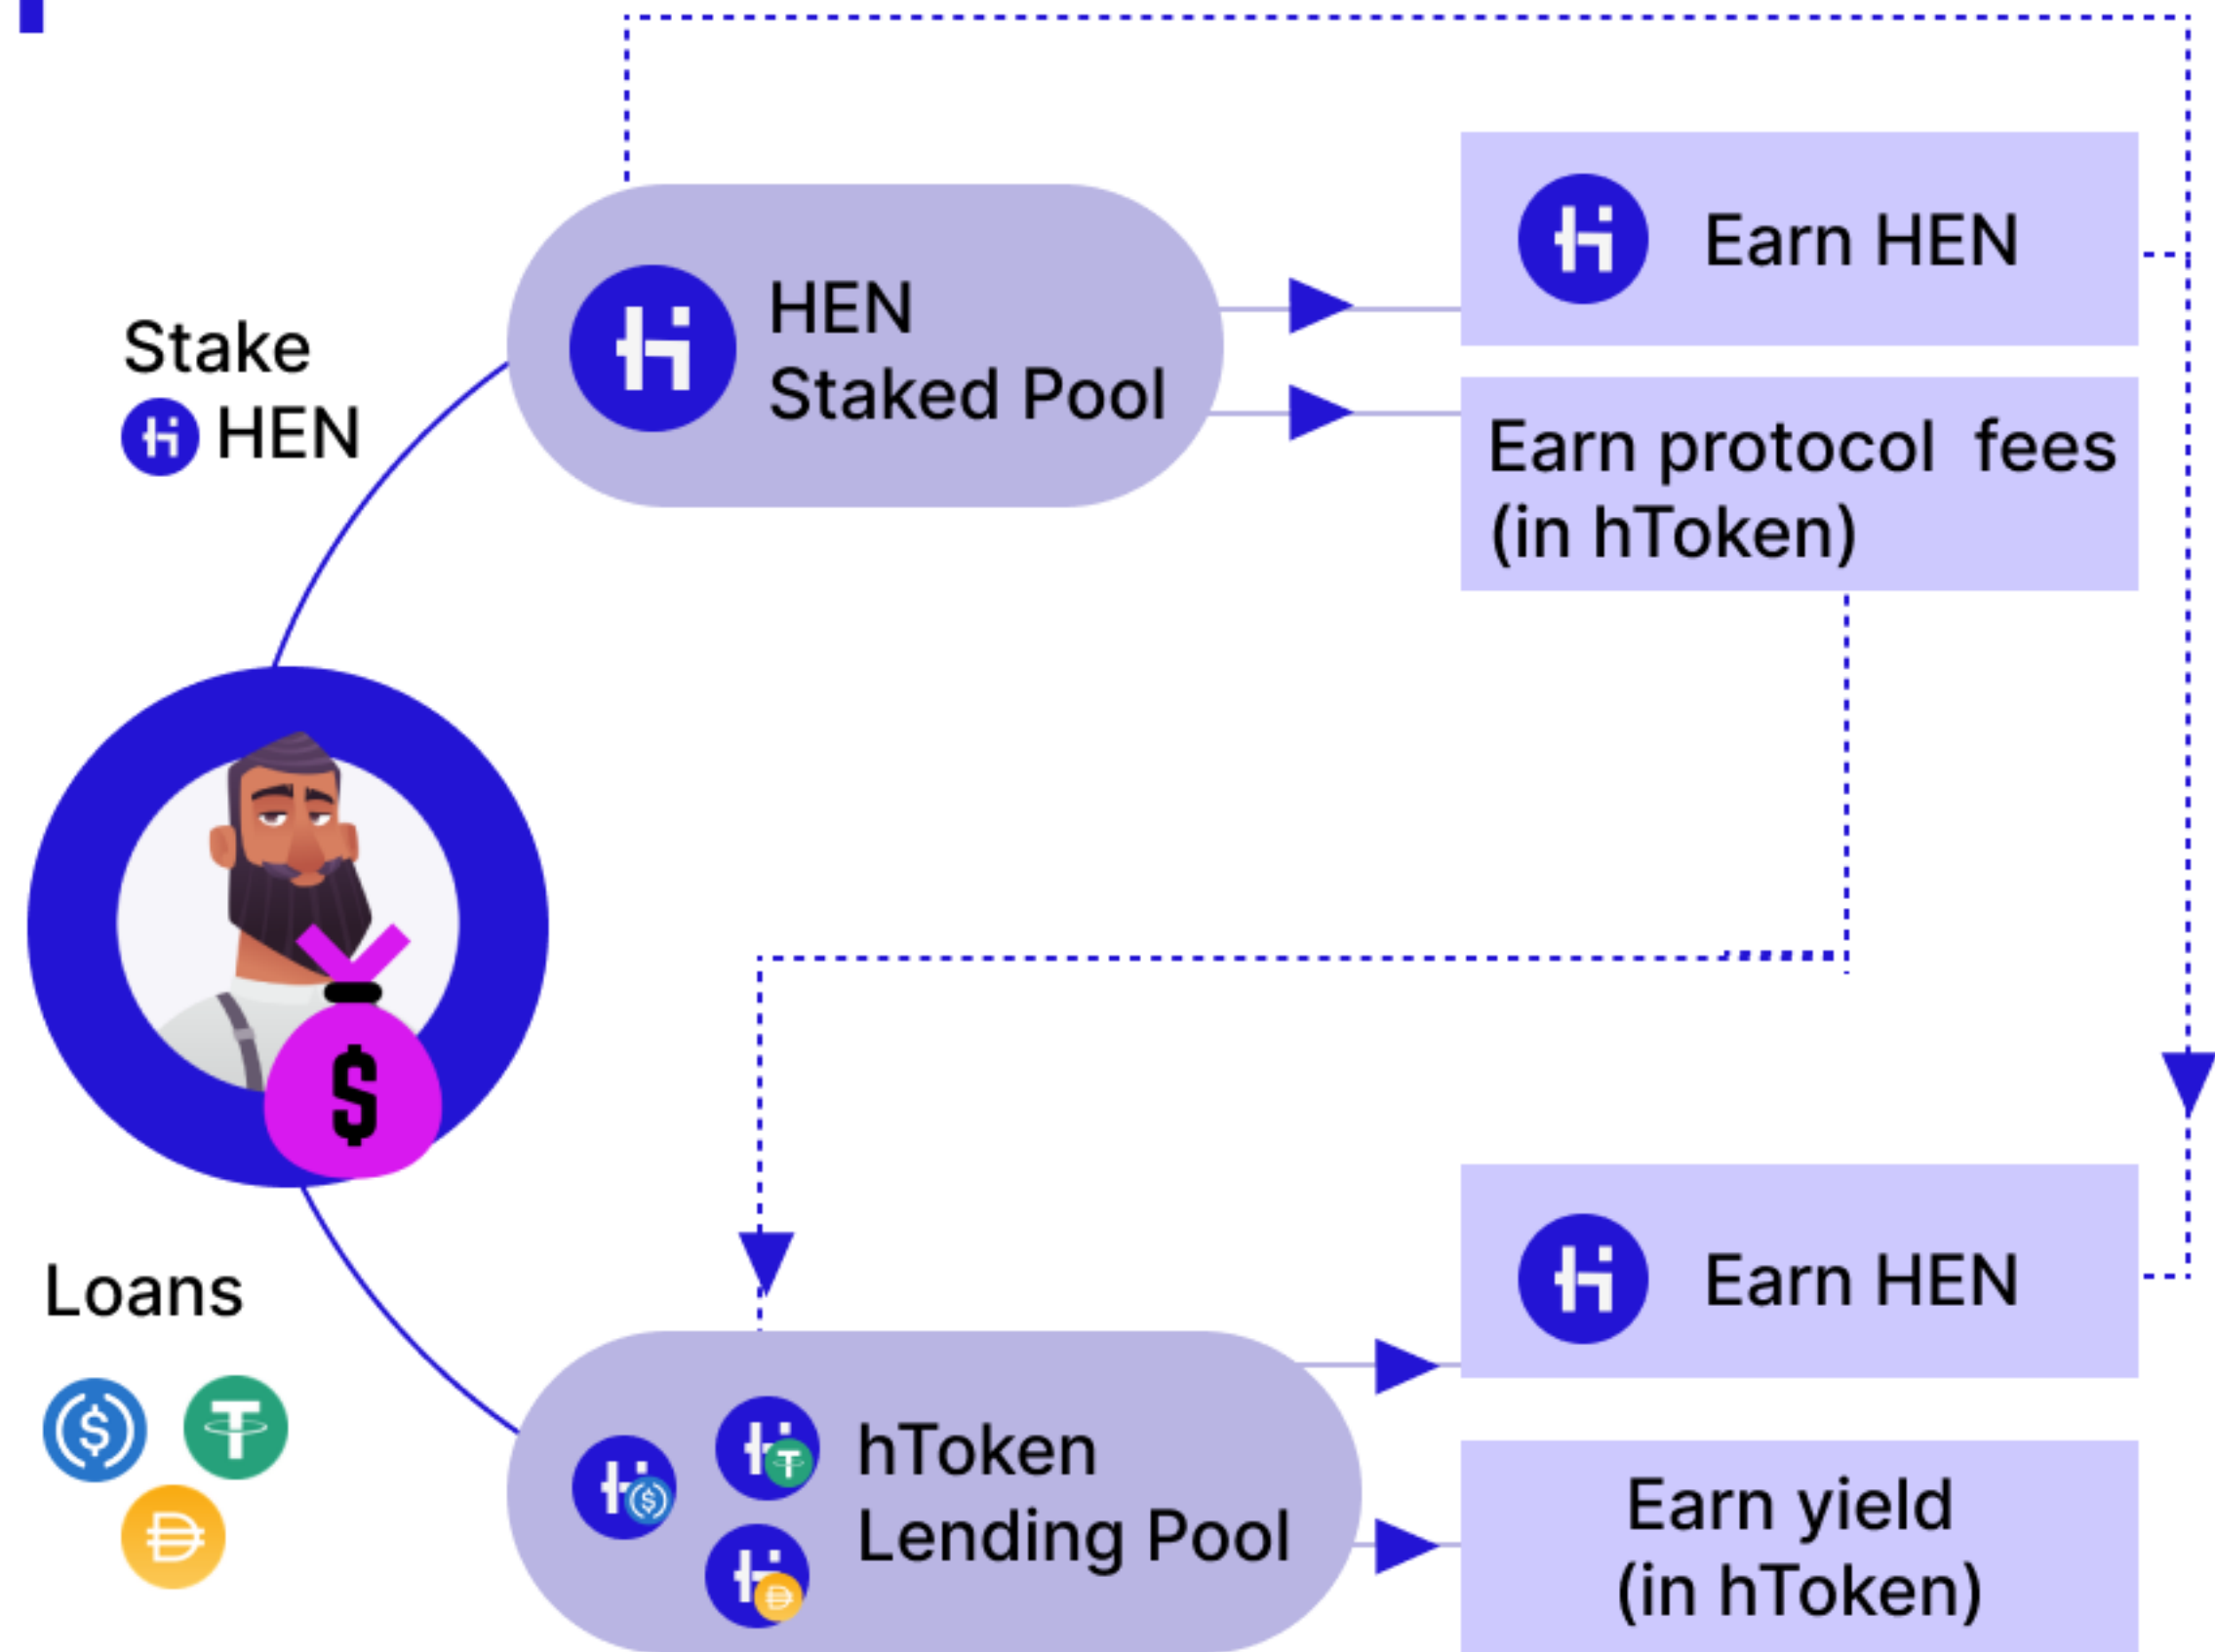 Stake
HEN
HEN
Staked Pool
Earn HEN
Earn protocol fees
(in hToken)
$
Loans
hToken
Lending Pool
Earn HEN
Earn yield
(in hToken)